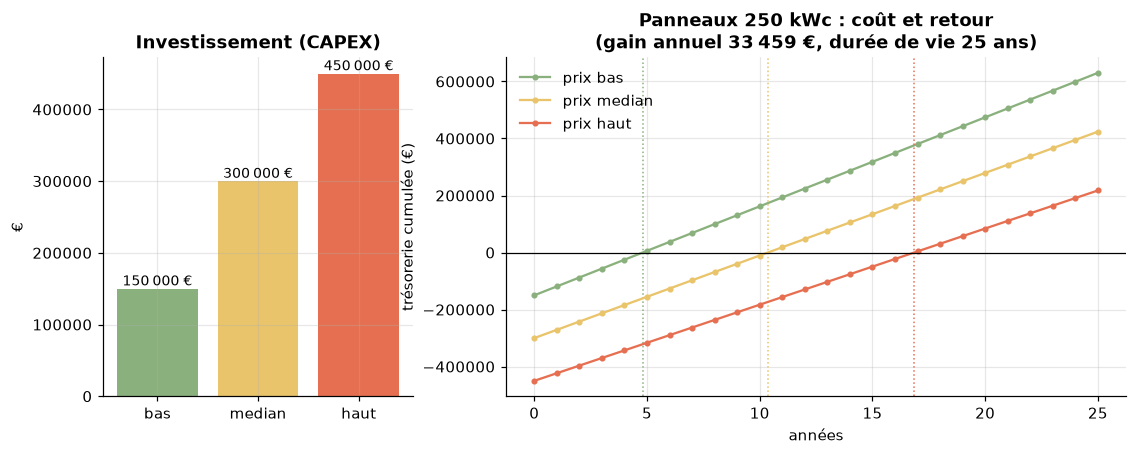 Investissement (CAPEX)
€
0
100000
200000
300000
400000
150 000 €
300 000 €
450 000 €
bas
median
haut
Panneaux 250 kWc : coût et retour
(gain annuel 33 459 €, durée de vie 25 ans)
prix bas
prix median
prix haut
trésorerie cumulée (€)
600000
400000
200000
0
−200000
−400000
0
5
10
15
20
25
années